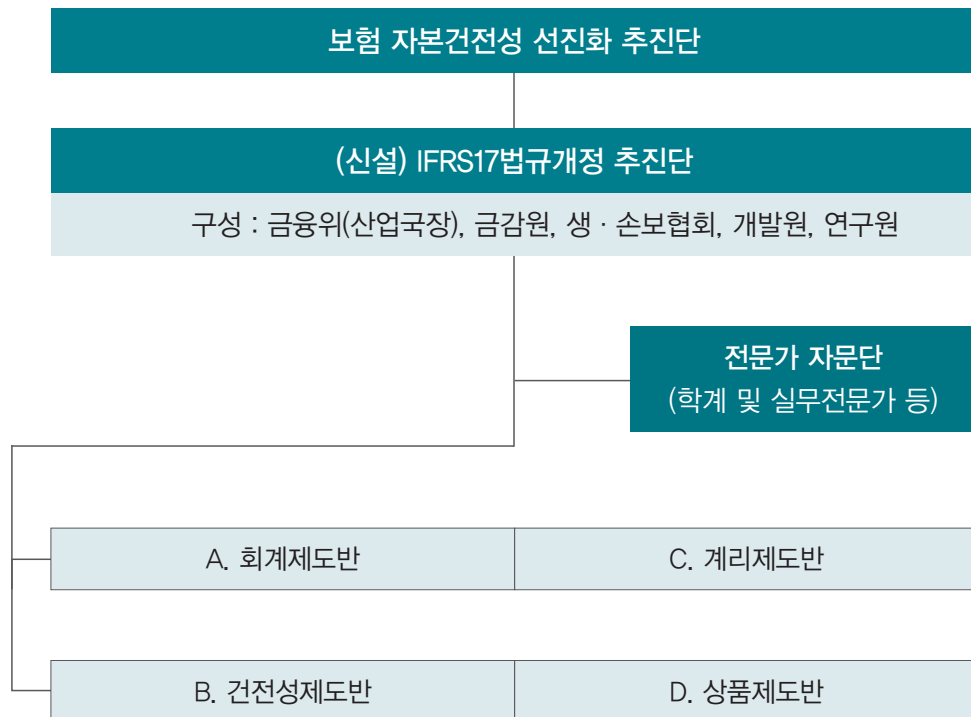 보험 자본건전성 선진화 추진단
(신설) IFRS17법규개정 추진단
구성 : 금융위(산업국장), 금감원, 생 · 손보협회, 개발원, 연구원
전문가 자문단
(학계 및 실무전문가 등)
A. 회계제도반
C. 계리제도반
B. 건전성제도반
D. 상품제도반